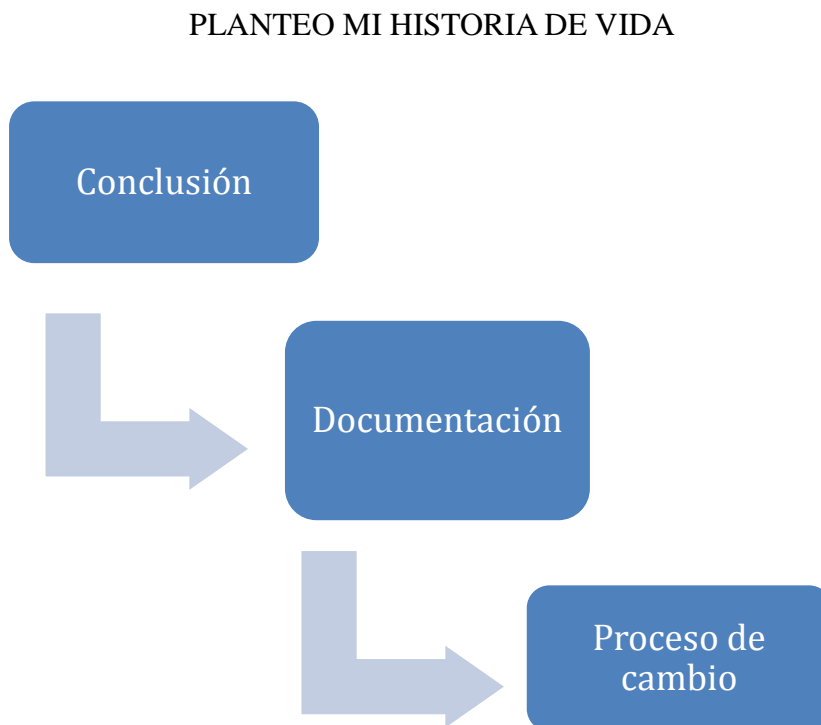 PLANTEO MI HISTORIA DE VIDA
Conclusión
Documentación
Proceso de
cambio